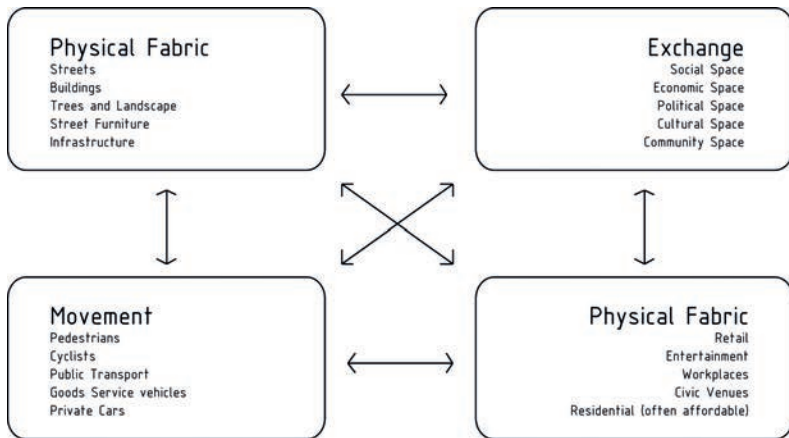 Physical Fabric
Streets
Buildings
Trees and Landscape
Street Furniture
Infrastructure
Exchange
Social Space
Economic Space
Political Space
Cultural Space
Community Space
Movement
Pedestrians
Cyclists
Public Transport
Goods Service vehicles
Private Cars
Physical Fabric
Retail
Entertainment
Workplaces
Civic Venues
Residential (often affordable)